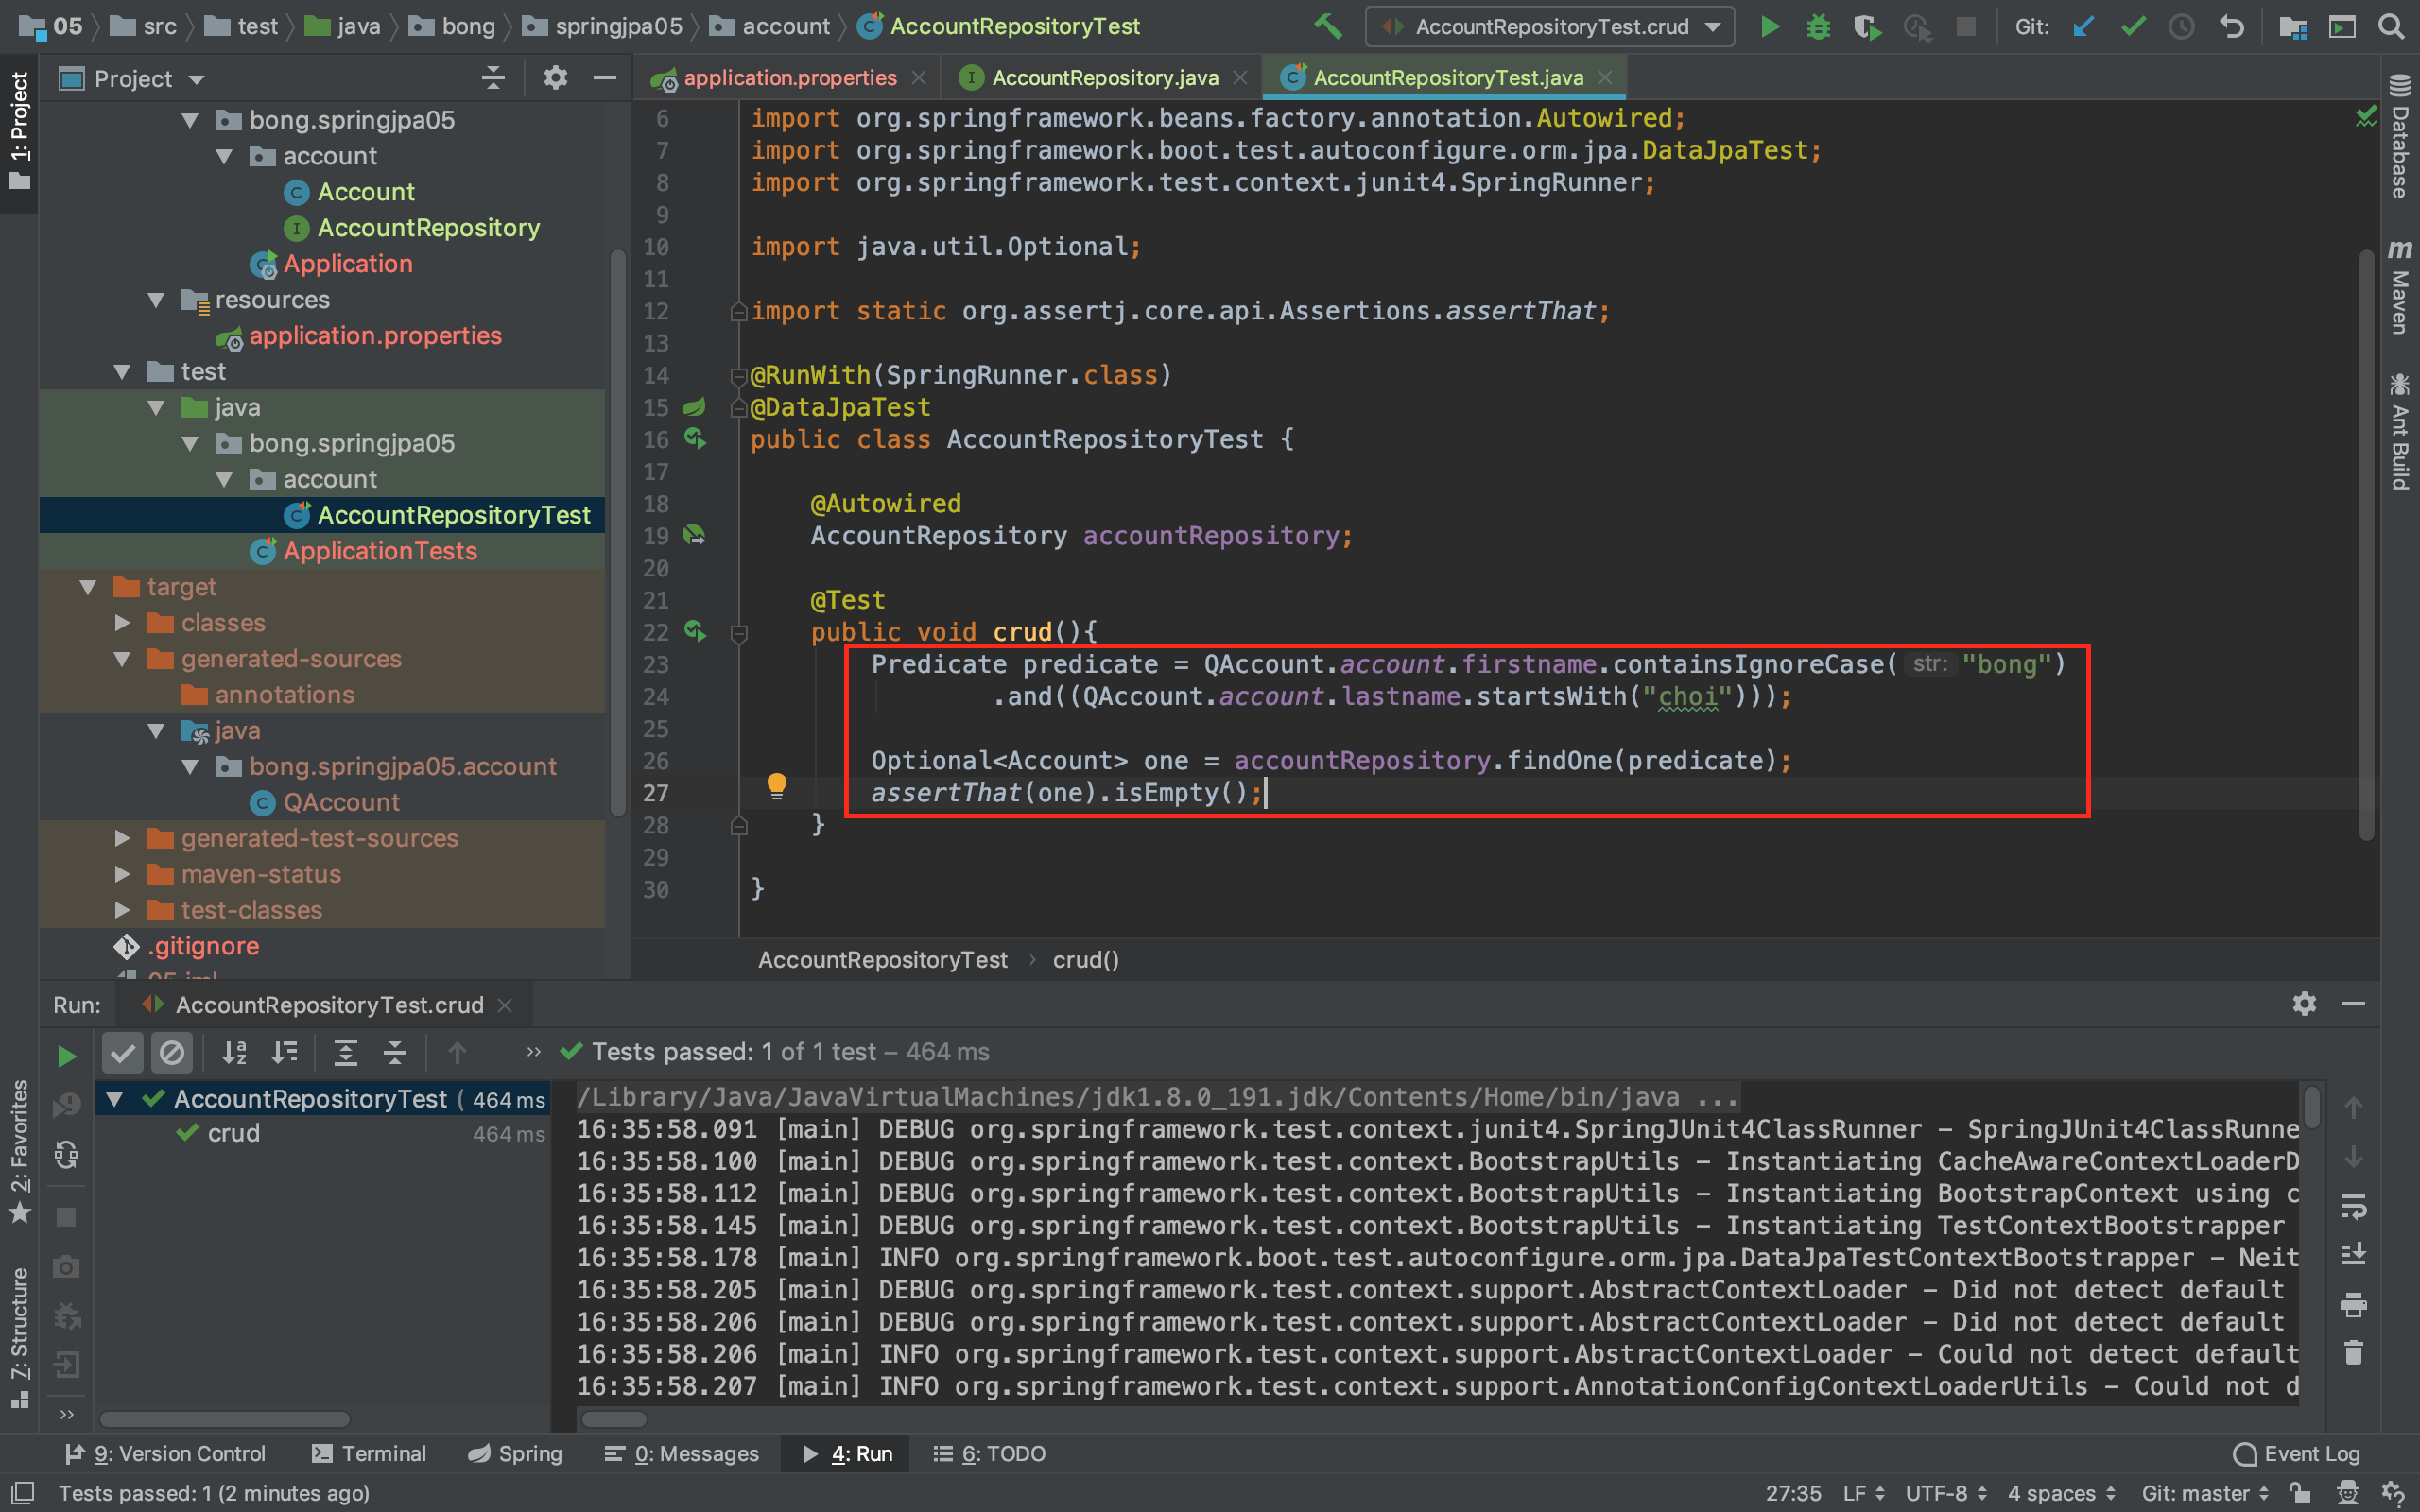 05 src test java bong springjpa05 account AccountRepositoryTest
AccountRepositoryTest.crud Git:
Project
application.properties AccountRepository.java AccountRepositoryTest.java
1: Project
2: Favorites
Z: Structure
bong.springjpa05
account
Account
AccountRepository
Application
resources
application.properties
test
java
bong.springjpa05
account
AccountRepositoryTest
ApplicationTests
target
classes
generated-sources
annotations
java
bong.springjpa05.account
QAccount
generated-test-sources
maven-status
test-classes
.gitignore
05.iml
6 import org.springframework.beans.factory.annotation.Autowired;
7 import org.springframework.boot.test.autoconfigure.orm.jpa.DataJpaTest;
8 import org.springframework.test.context.junit4.SpringRunner;
9
10 import java.util.Optional;
11
12 import static org.assertj.core.api.Assertions.assertThat;
13
14 @RunWith(SpringRunner.class)
15 @DataJpaTest
16 public class AccountRepositoryTest {
17
18 @Autowired
19 AccountRepository accountRepository;
20
21 @Test
22 public void crud(){
23 Predicate predicate = QAccount.account.firstname.containsIgnoreCase( str: "bong")
24 .and((QAccount.account.lastname.startsWith("choi")));
25
26 Optional<Account> one = accountRepository.findOne(predicate);
27 assertThat(one).isEmpty();
28 }
29
30 }
AccountRepositoryTest › crud()
Database
m Maven
Ant Build
Run: AccountRepositoryTest.crud
» Tests passed: 1 of 1 test – 464 ms
AccountRepositoryTest ( 464 ms
crud 464 ms
/Library/Java/JavaVirtualMachines/jdk1.8.0_191.jdk/Contents/Home/bin/java ...
16:35:58.091 [main] DEBUG org.springframework.test.context.junit4.SpringJUnit4ClassRunner - SpringJUnit4ClassRunne
16:35:58.100 [main] DEBUG org.springframework.test.context.BootstrapUtils - Instantiating CacheAwareContextLoaderD
16:35:58.112 [main] DEBUG org.springframework.test.context.BootstrapUtils - Instantiating BootstrapContext using c
16:35:58.145 [main] DEBUG org.springframework.test.context.BootstrapUtils - Instantiating TestContextBootstrapper
16:35:58.178 [main] INFO org.springframework.boot.test.autoconfigure.orm.jpa.DataJpaTestContextBootstrapper - Neit
16:35:58.205 [main] DEBUG org.springframework.test.context.support.AbstractContextLoader - Did not detect default
16:35:58.206 [main] DEBUG org.springframework.test.context.support.AbstractContextLoader - Did not detect default
16:35:58.206 [main] INFO org.springframework.test.context.support.AbstractContextLoader - Could not detect default
16:35:58.207 [main] INFO org.springframework.test.context.support.AnnotationConfigContextLoaderUtils - Could not d
9: Version Control Terminal Spring 0: Messages 4: Run 6: TODO Event Log
Tests passed: 1 (2 minutes ago) 27:35 LF UTF-8 4 spaces Git: master